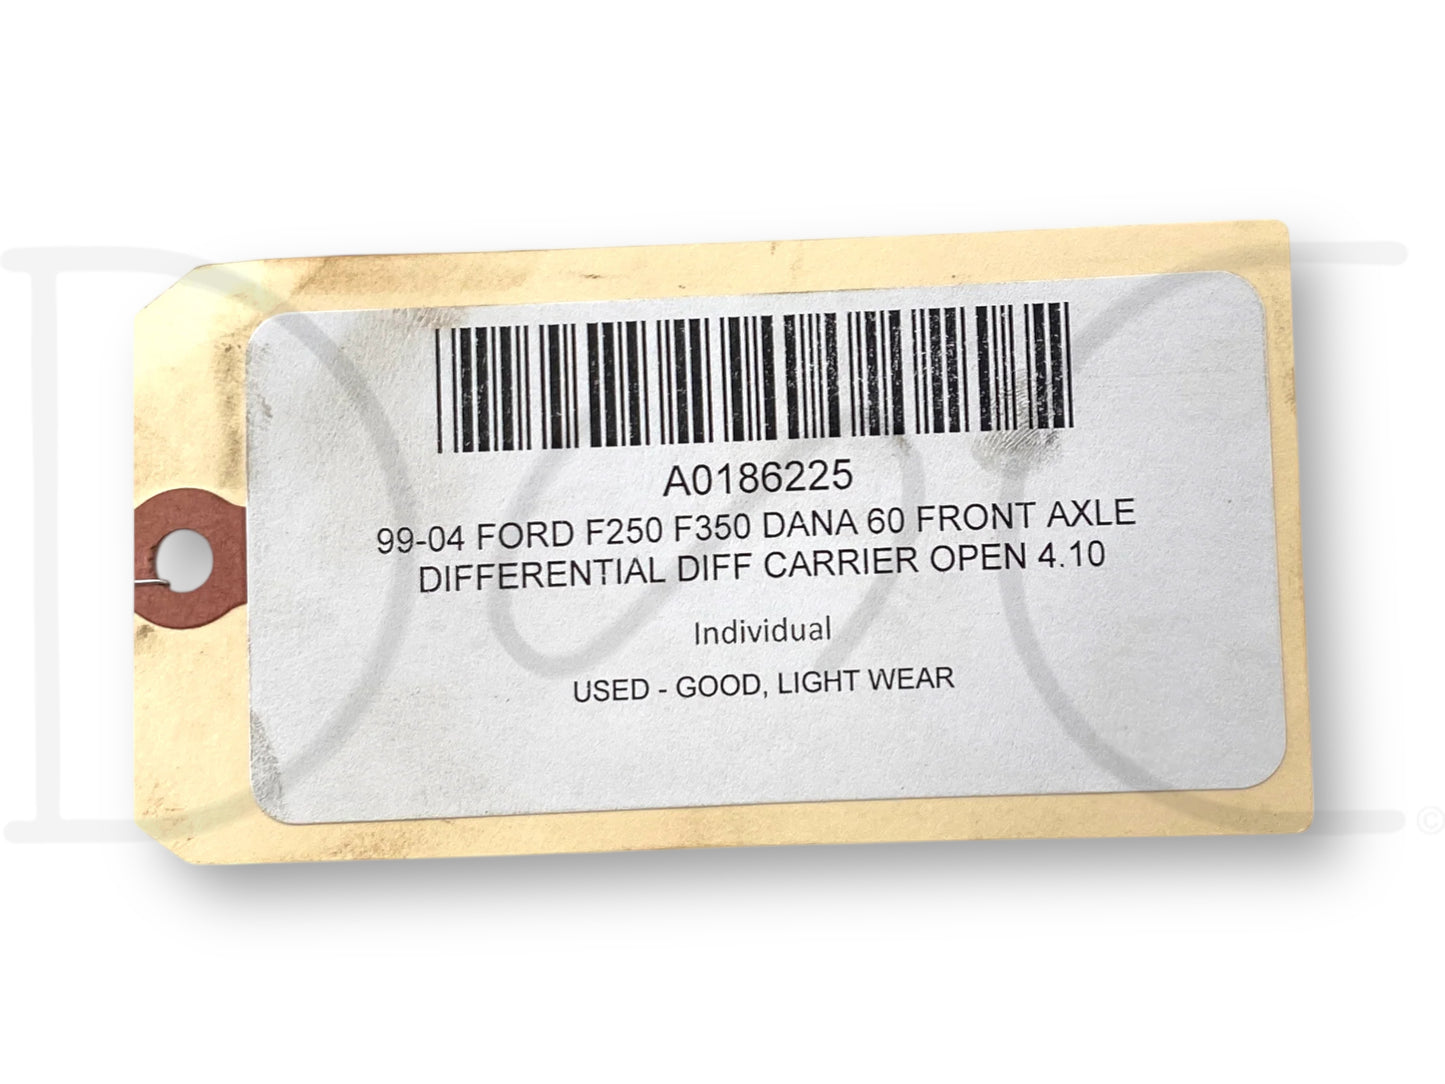 A0186225
99-04 FORD F250 F350 DANA 60 FRONT AXLE
DIFFERENTIAL DIFF CARRIER OPEN 4.10
Individual
USED - GOOD, LIGHT WEAR
©